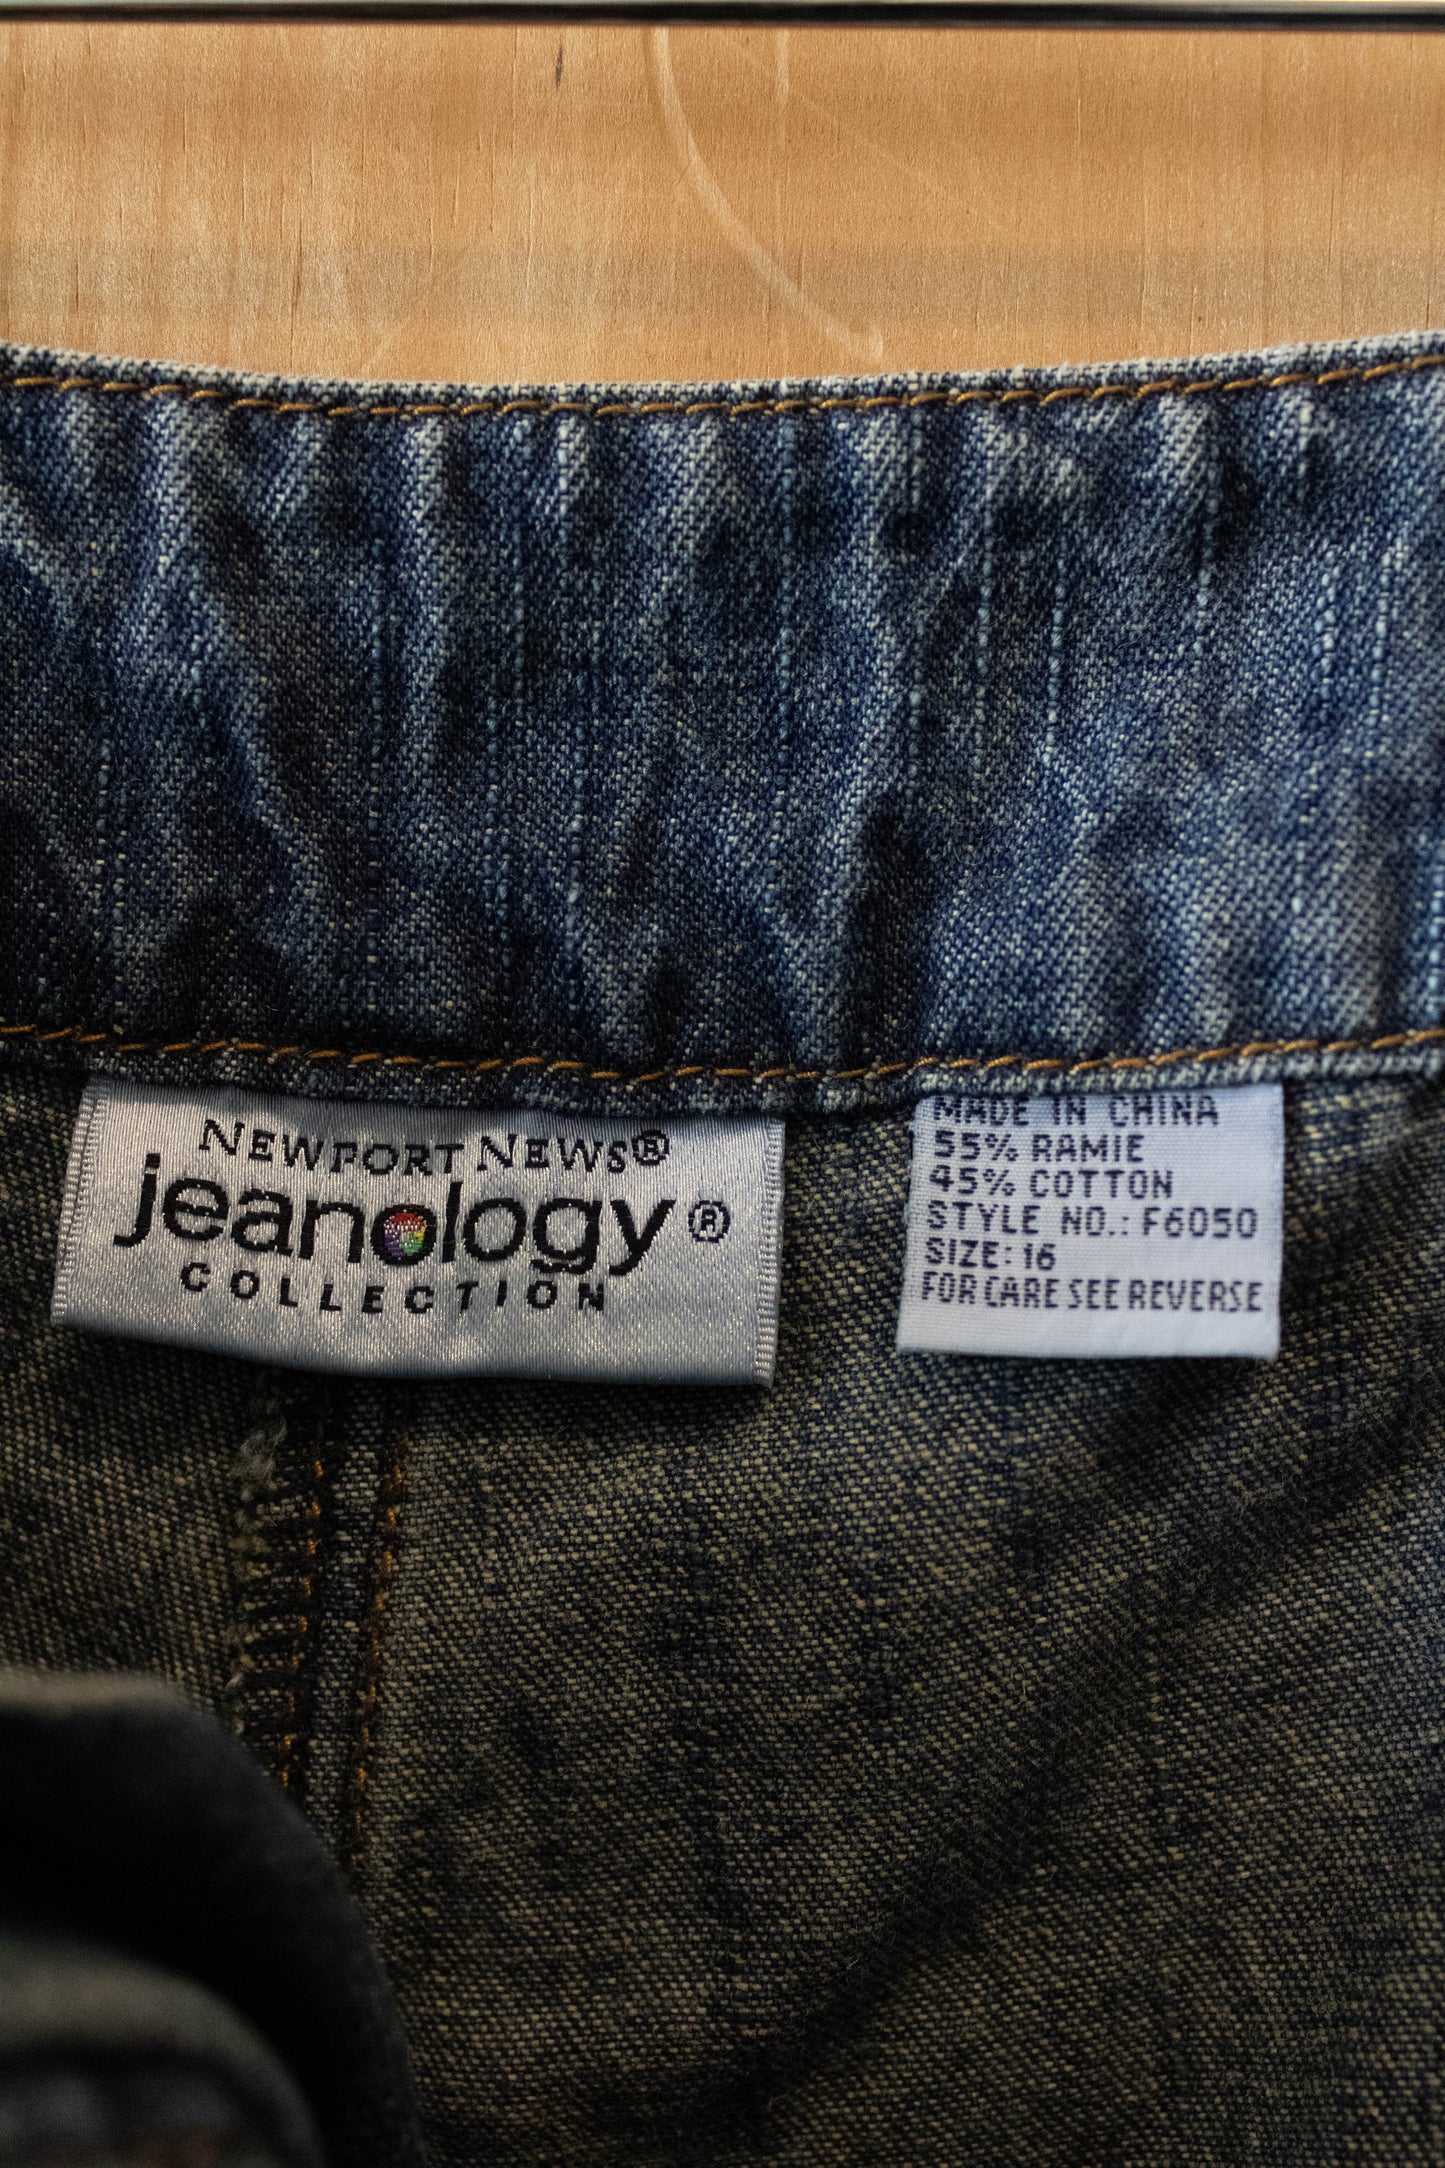 NEWPORT NEWS®
jeanology®
COLLECTION
MADE IN CHINA
55% RAMIE
45% COTTON
STYLE NO.: F6050
SIZE: 16
FOR CARE SEE REVERSE